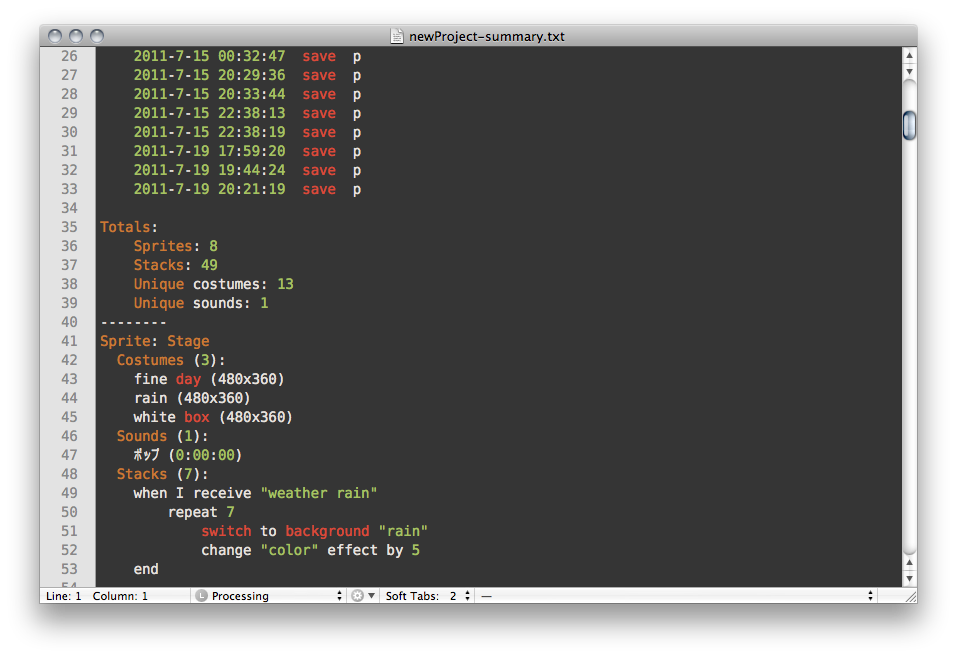 newProject-summary.txt
26 2011-7-15 00:32:47 save p
27 2011-7-15 20:29:36 save p
28 2011-7-15 20:33:44 save p
29 2011-7-15 22:38:13 save p
30 2011-7-15 22:38:19 save p
31 2011-7-19 17:59:20 save p
32 2011-7-19 19:44:24 save p
33 2011-7-19 20:21:19 save p
34
35 Totals:
36 Sprites: 8
37 Stacks: 49
38 Unique costumes: 13
39 Unique sounds: 1
40 --------
41 Sprite: Stage
42 Costumes (3):
43 fine day (480x360)
44 rain (480x360)
45 white box (480x360)
46 Sounds (1):
47 ポップ (0:00:00)
48 Stacks (7):
49 when I receive "weather rain"
50 repeat 7
51 switch to background "rain"
52 change "color" effect by 5
53 end
54
Line: 1 Column: 1 L Processing Soft Tabs: 2 —